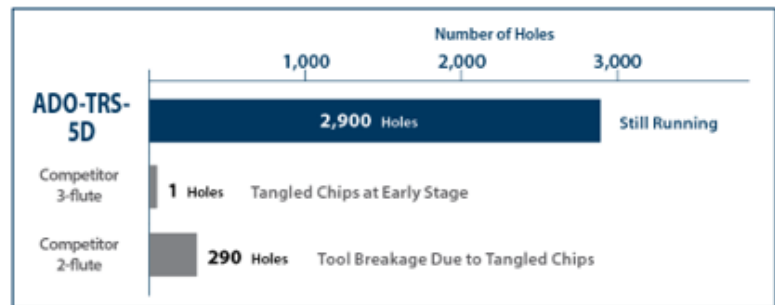 Number of Holes
1,000 2,000 3,000
ADO-TRS-
5D
2,900 Holes Still Running
Competitor
3-flute
1 Holes Tangled Chips at Early Stage
Competitor
2-flute
290 Holes Tool Breakage Due to Tangled Chips